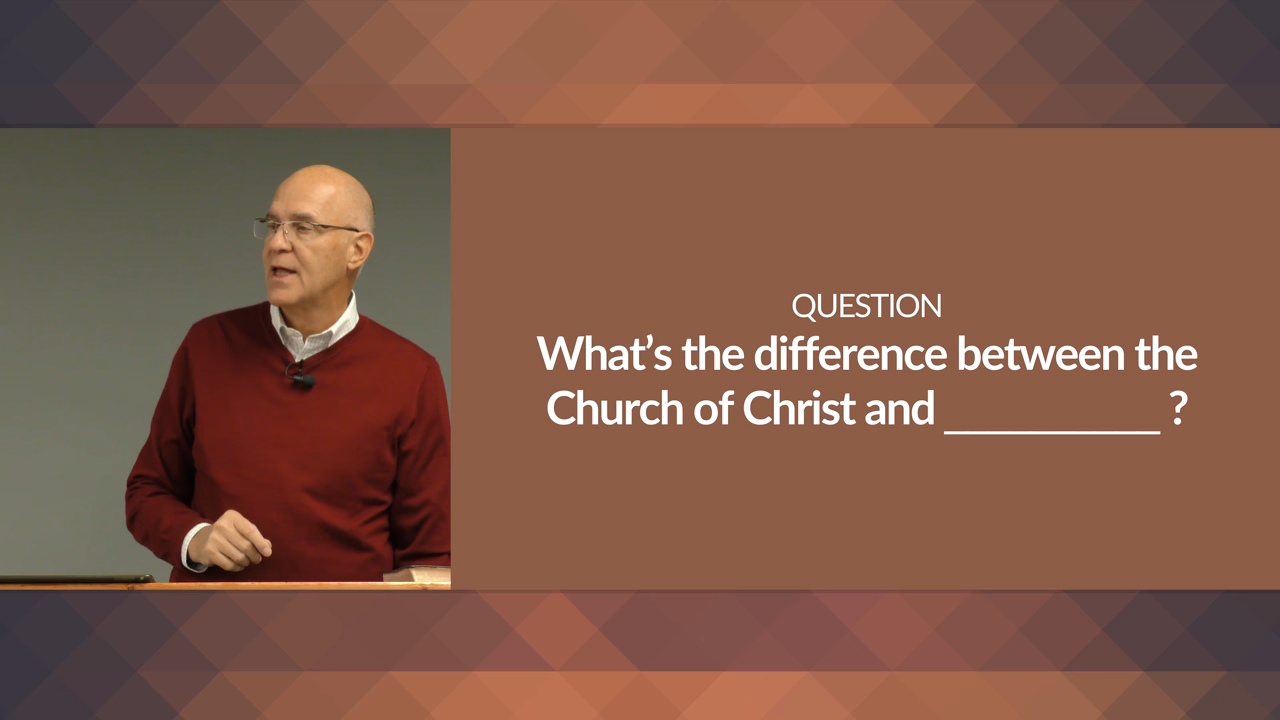 QUESTION
What’s the difference between the
Church of Christ and __________ ?